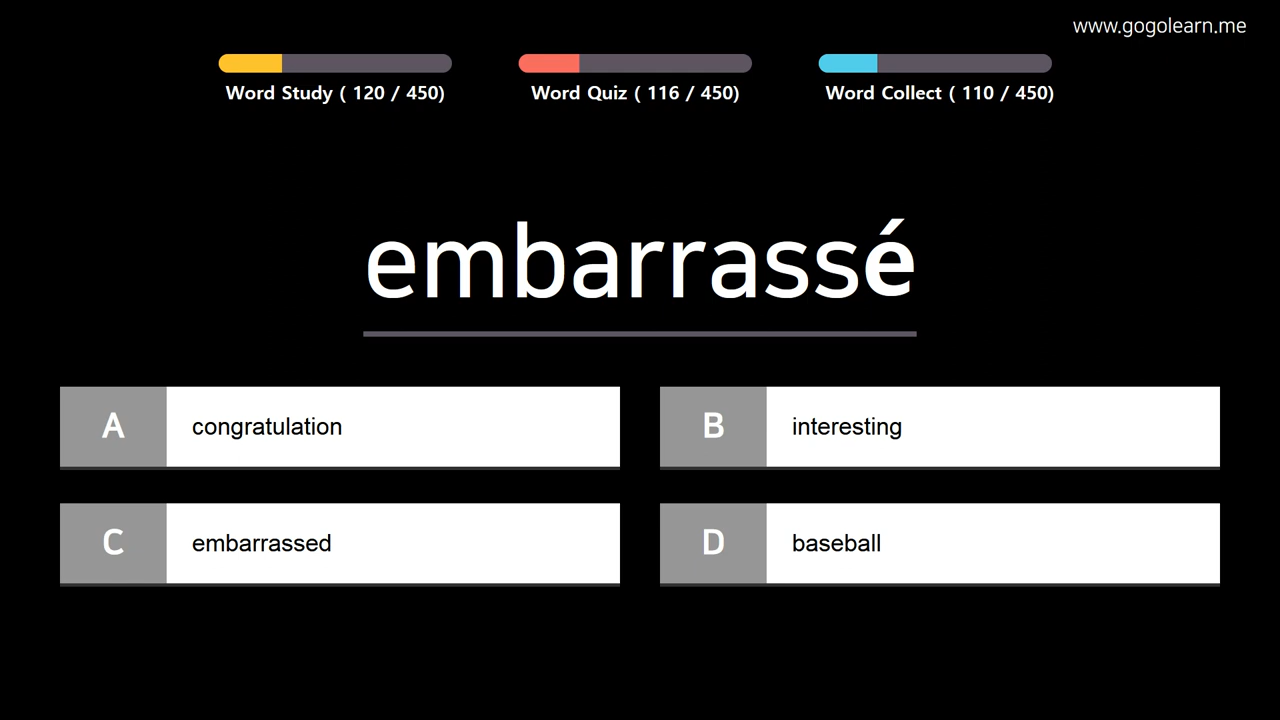 www.gogolearn.me
Word Study ( 120 / 450)
Word Quiz ( 116 / 450)
Word Collect ( 110 / 450)
embarrassé
A
congratulation
B
interesting
C
embarrassed
D
baseball